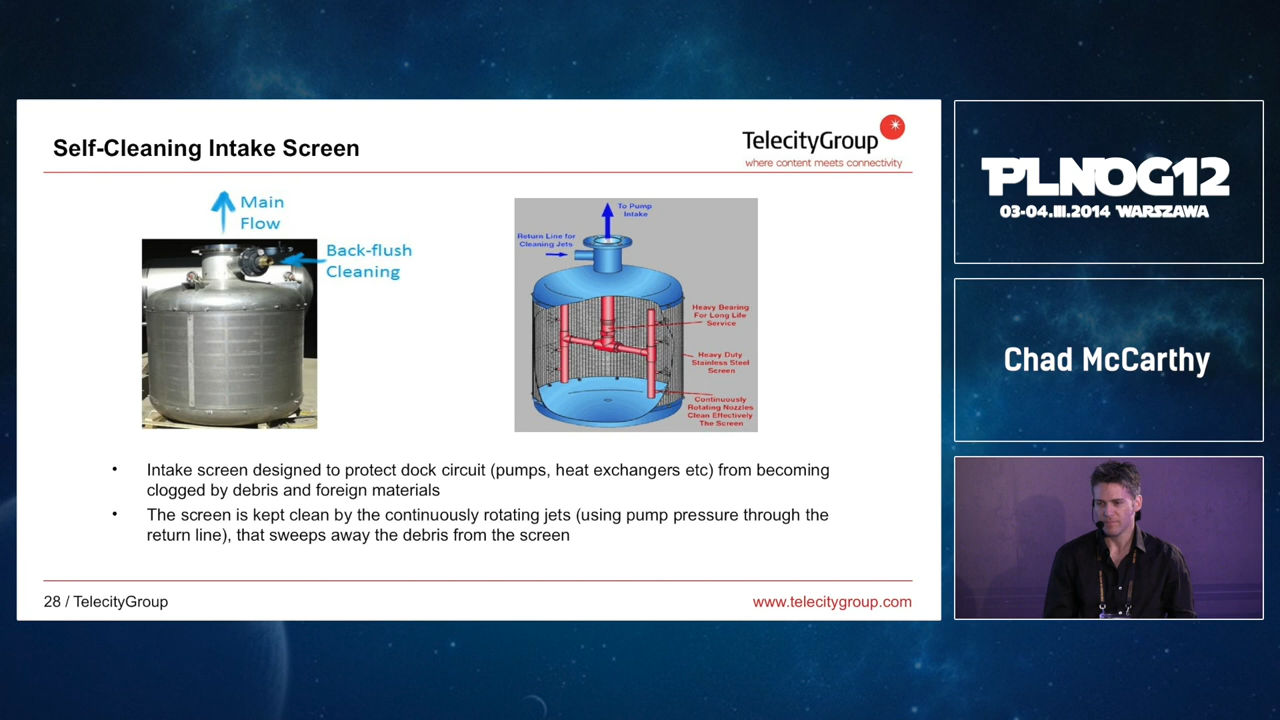 Self-Cleaning Intake Screen
TelecityGroup
where content meets connectivity
Main
Flow
Back-flush
Cleaning
To Pump
Intake
Return Line for
Cleaning Jets
Heavy Bearing
For Long Life
Service
Heavy Duty
Stainless Steel
Screen
Continuously
Rotating Nozzles
Clean Effectively
The Screen
• Intake screen designed to protect dock circuit (pumps, heat exchangers etc) from becoming
clogged by debris and foreign materials
• The screen is kept clean by the continuously rotating jets (using pump pressure through the
return line), that sweeps away the debris from the screen
28 / TelecityGroup
www.telecitygroup.com
PLNOG12
03-04.III.2014 WARSZAWA
Chad McCarthy